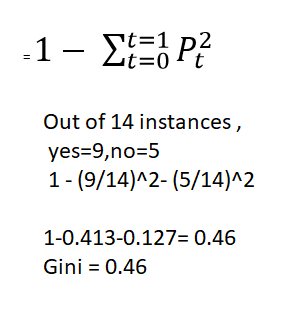 = 1 − ∑_{t=0}^{t=1} P_t^2
Out of 14 instances ,
yes=9,no=5
1 - (9/14)^2- (5/14)^2
1-0.413-0.127= 0.46
Gini = 0.46